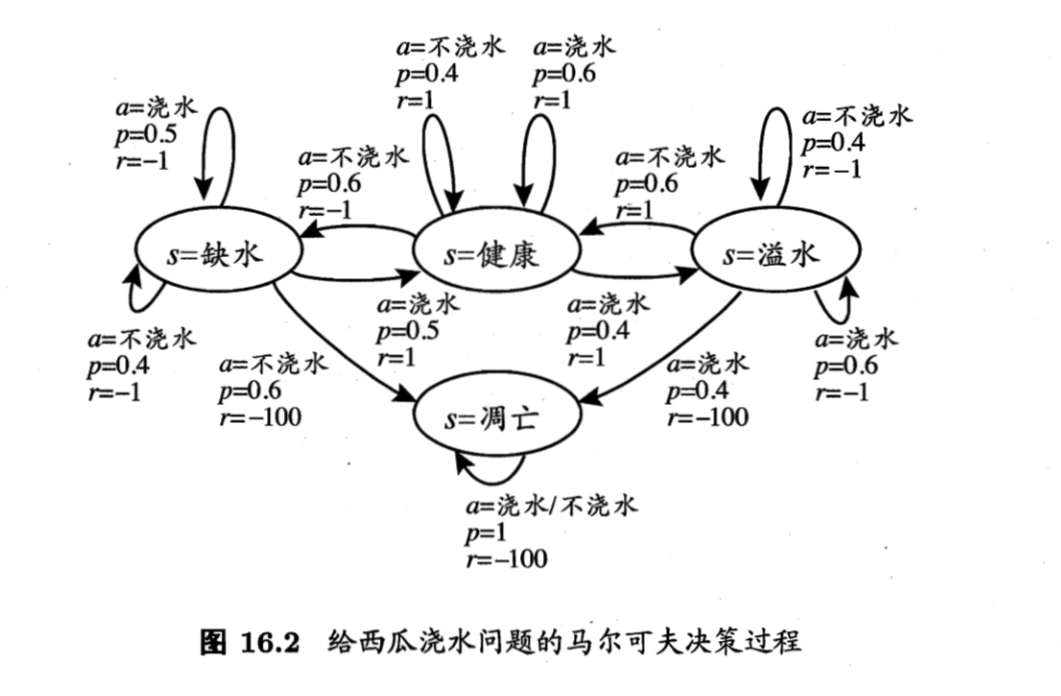 a=不浇水
p=0.4
r=1
a=浇水
p=0.6
r=1
a=浇水
p=0.5
r=−1
a=不浇水
p=0.4
r=−1
a=不浇水
p=0.6
r=−1
a=不浇水
p=0.6
r=1
s=缺水
s=健康
s=溢水
a=浇水
p=0.5
r=1
a=浇水
p=0.4
r=1
a=不浇水
p=0.4
r=−1
a=不浇水
p=0.6
r=−100
a=浇水
p=0.4
r=−100
a=浇水
p=0.6
r=−1
s=凋亡
a=浇水/不浇水
p=1
r=−100
图 16.2 给西瓜浇水问题的马尔可夫决策过程